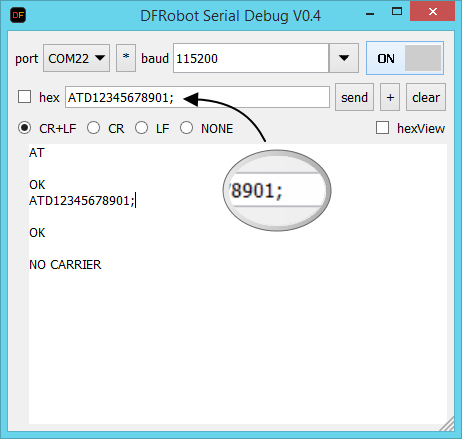 DF DFRobot Serial Debug V0.4
port COM22 * baud 115200 ON
hex ATD12345678901; send + clear
CR+LF CR LF NONE hexView
AT
OK
ATD12345678901;
OK
NO CARRIER
8901;